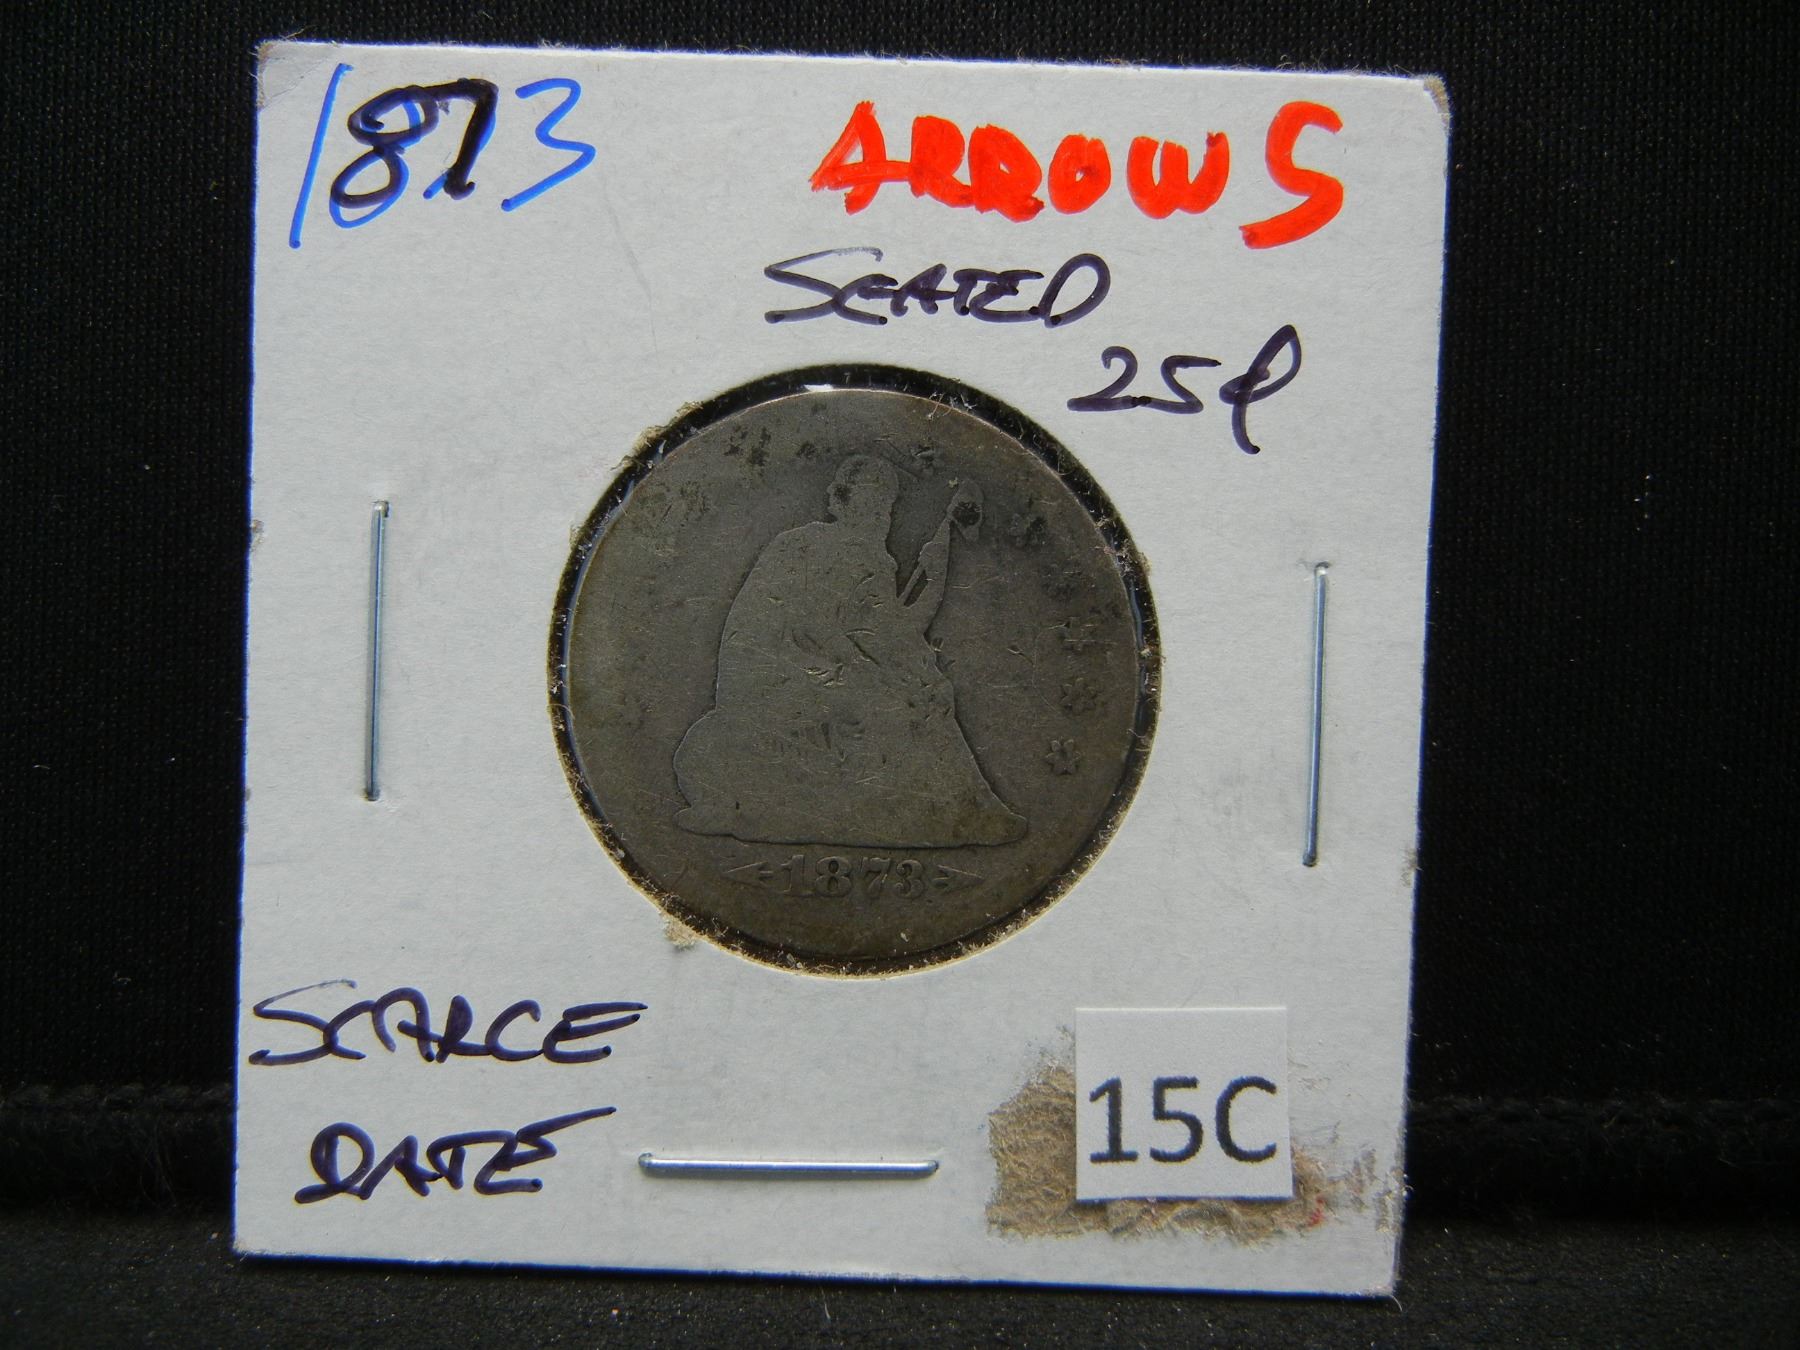 1873
ARROWS
SEATED
25¢
1873
SCARCE
DATE
15C